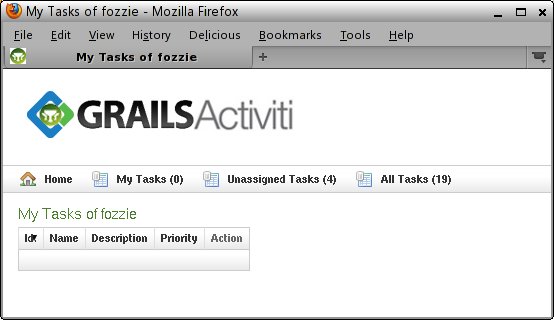 My Tasks of fozzie - Mozilla Firefox
File Edit View History Delicious Bookmarks Tools Help
My Tasks of fozzie
GRAILSActiviti
Home My Tasks (0) Unassigned Tasks (4) All Tasks (19)
My Tasks of fozzie
Id Name Description Priority Action